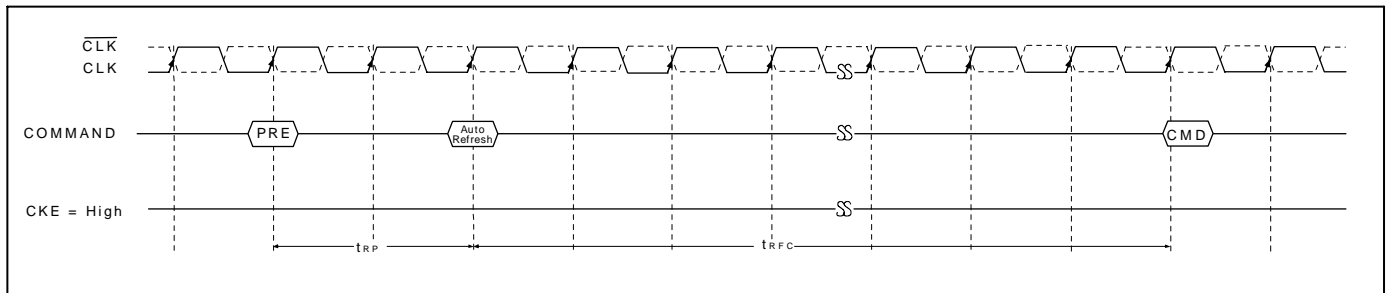 CLK
CLK
COMMAND
PRE
Auto
Refresh
CMD
CKE = High
tRP
tRFC